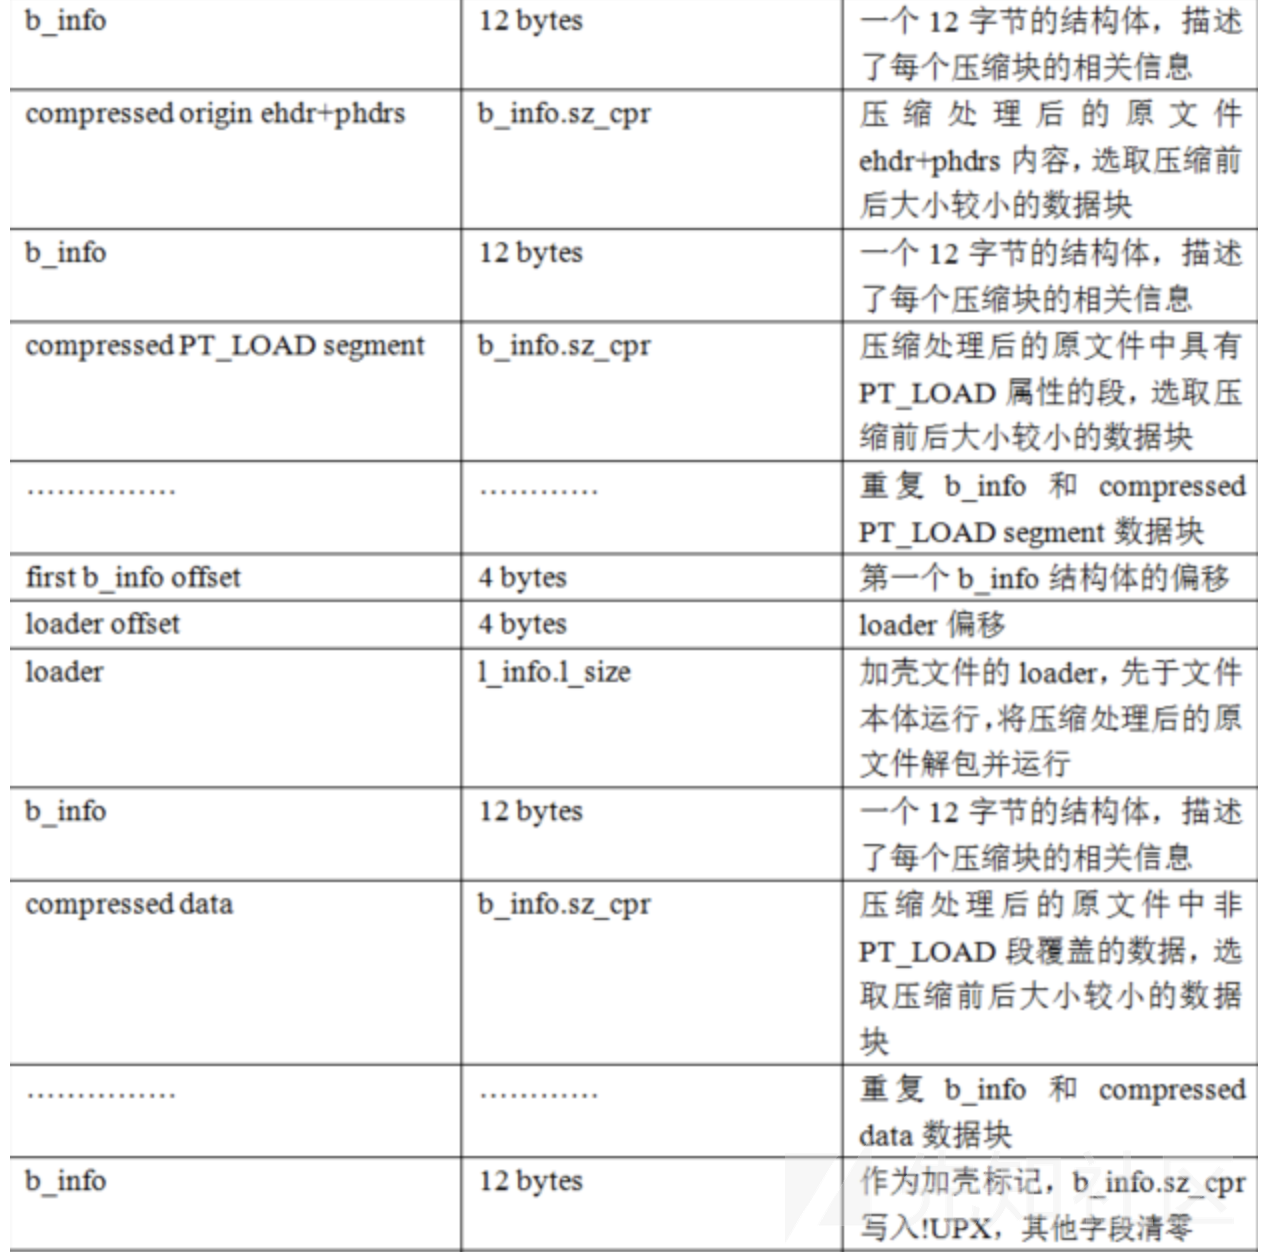 b_info
12 bytes
一个 12 字节的结构体，描述
了每个压缩块的相关信息
compressed origin ehdr+phdrs
b_info.sz_cpr
压缩处理后的原文件
ehdr+phdrs 内容，选取压缩前
后大小较小的数据块
b_info
12 bytes
一个 12 字节的结构体，描述
了每个压缩块的相关信息
compressed PT_LOAD segment
b_info.sz_cpr
压缩处理后的原文件中具有
PT_LOAD 属性的段，选取压
缩前后大小较小的数据块
……………
…………
重复 b_info 和 compressed
PT_LOAD segment 数据块
first b_info offset
4 bytes
第一个 b_info 结构体的偏移
loader offset
4 bytes
loader 偏移
loader
l_info.l_size
加壳文件的 loader，先于文件
本体运行，将压缩处理后的原
文件解包并运行
b_info
12 bytes
一个 12 字节的结构体，描述
了每个压缩块的相关信息
compressed data
b_info.sz_cpr
压缩处理后的原文件中非
PT_LOAD 段覆盖的数据，选
取压缩前后大小较小的数据
块
……………
…………
重复 b_info 和 compressed
data 数据块
b_info
12 bytes
作为加壳标记，b_info.sz_cpr
写入!UPX，其他字段清零
先知社区